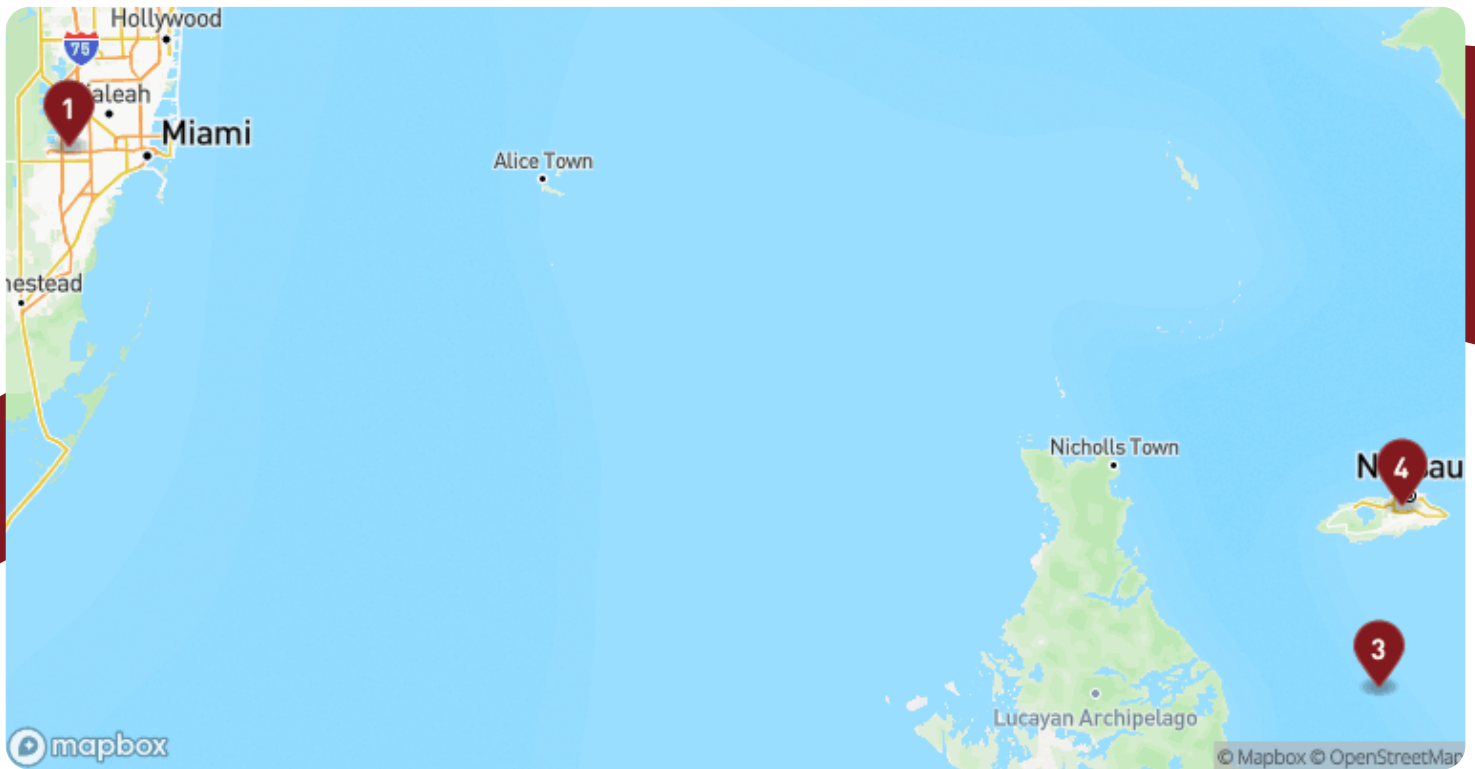 Hollywood
75
1
aleah
Miami
Alice Town
nestead
Nicholls Town
N
au
4
3
Lucayan Archipelago
mapbox
© Mapbox © OpenStreetMap